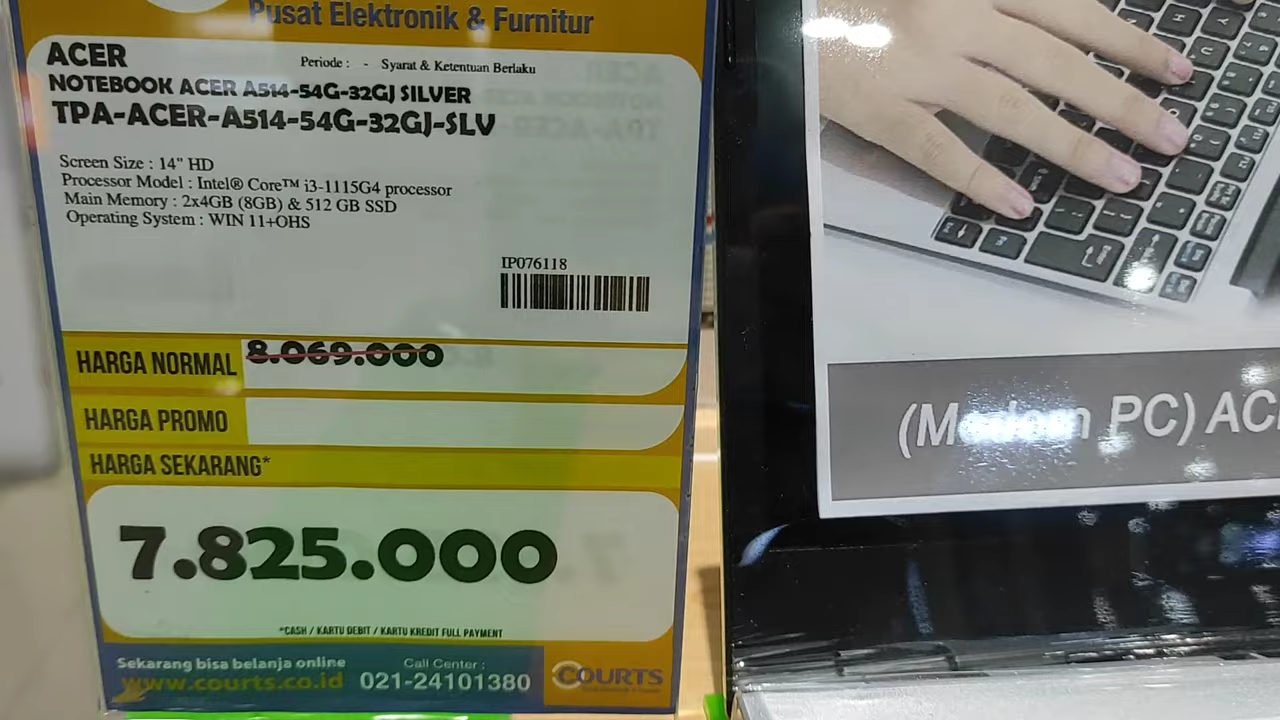 Pusat Elektronik & Furnitur
ACER
Periode : - Syarat & Ketentuan Berlaku
NOTEBOOK ACER A514-54G-32GJ SILVER
TPA-ACER-A514-54G-32GJ-SLV
Screen Size : 14" HD
Processor Model : Intel® Core™ i3-1115G4 processor
Main Memory : 2x4GB (8GB) & 512 GB SSD
Operating System : WIN 11+OHS
IP076118
HARGA NORMAL 8.069.000
HARGA PROMO
HARGA SEKARANG*
7.825.000
*CASH / KARTU DEBIT / KARTU KREDIT FULL PAYMENT
Sekarang bisa belanja online
www.courts.co.id
Call Center :
021-24101380
COURTS
(Modern PC) AC